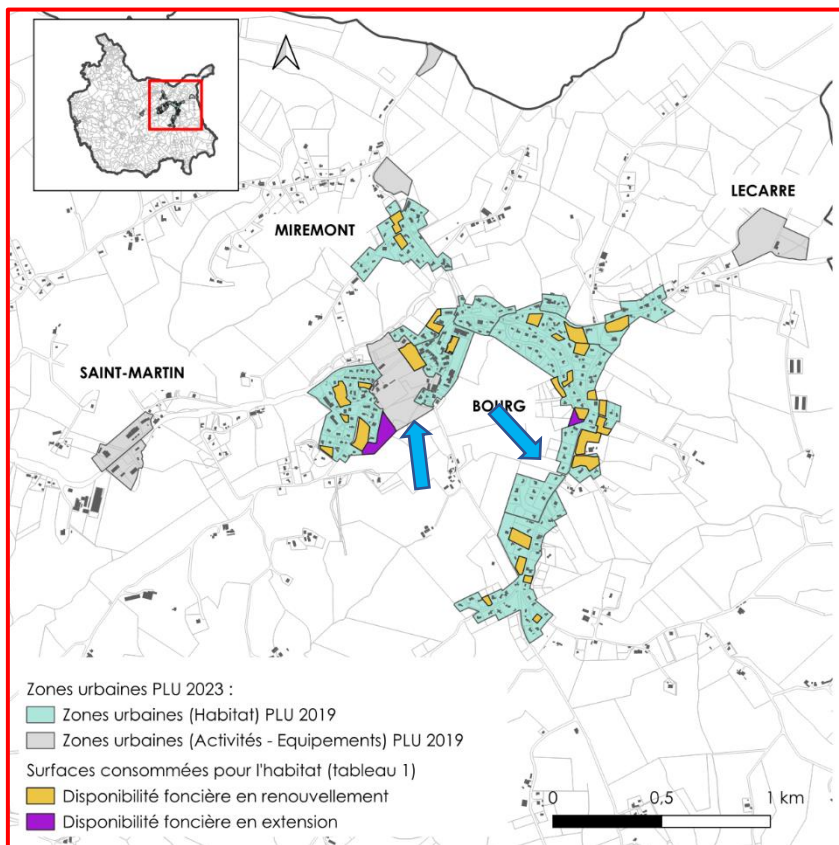 LECARRE
MIREMONT
SAINT-MARTIN
BOURG
Zones urbaines PLU 2023 :
Zones urbaines (Habitat) PLU 2019
Zones urbaines (Activités - Equipements) PLU 2019
Surfaces consommées pour l'habitat (tableau 1)
Disponibilité foncière en renouvellement
Disponibilité foncière en extension
0 0,5 1 km